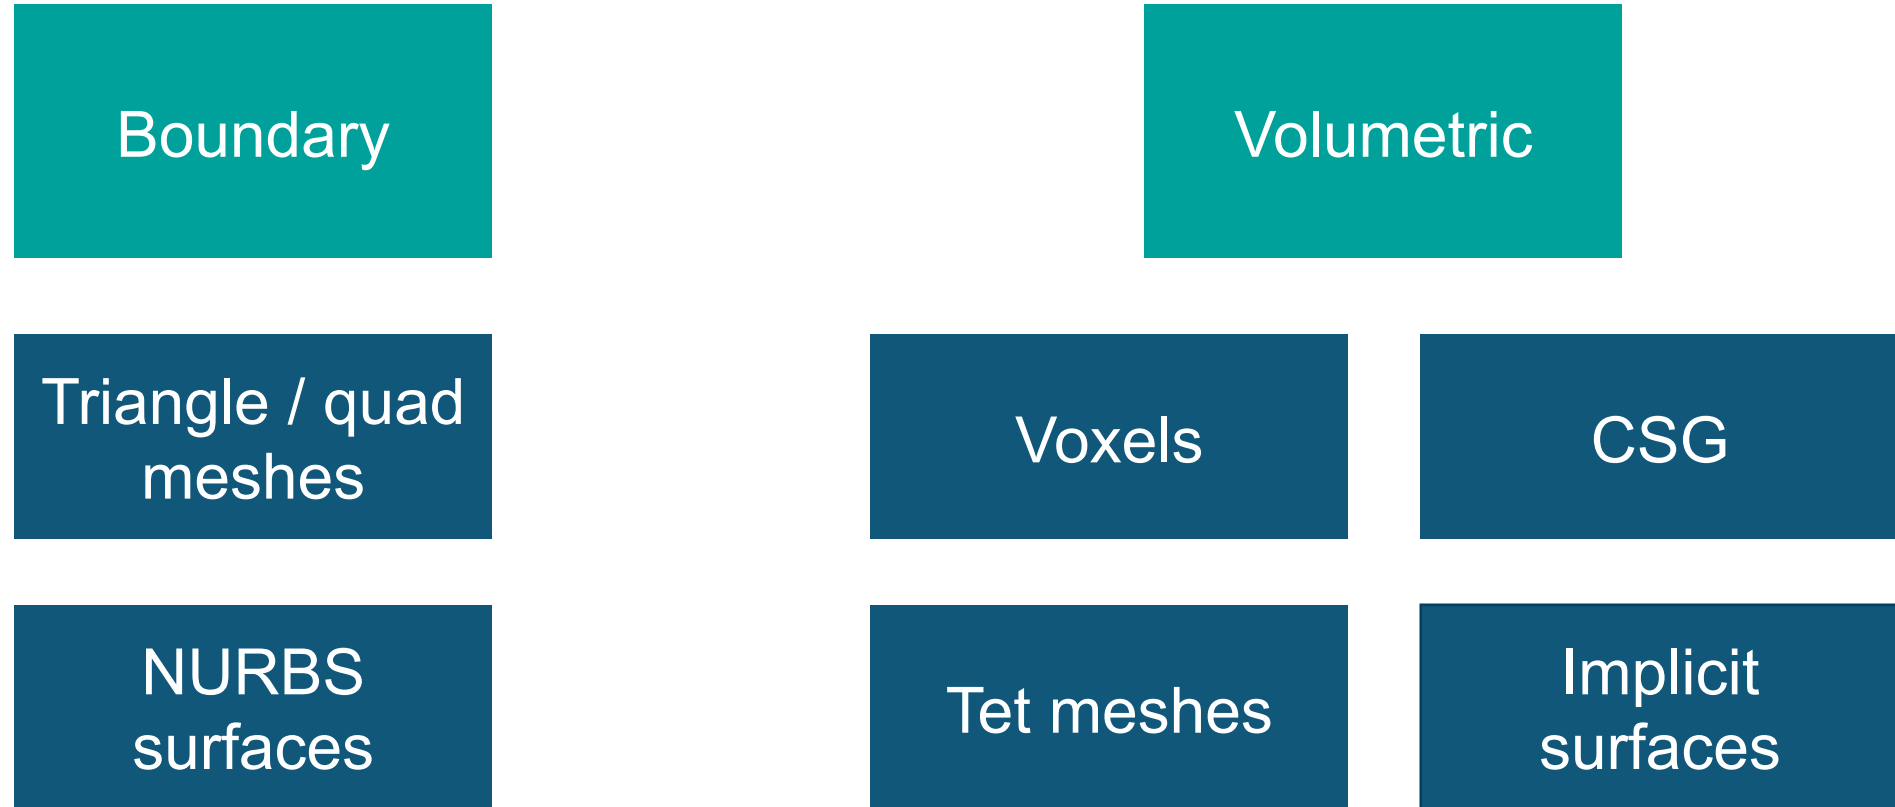 Boundary
Volumetric
Triangle / quad
meshes
Voxels
CSG
NURBS
surfaces
Tet meshes
Implicit
surfaces